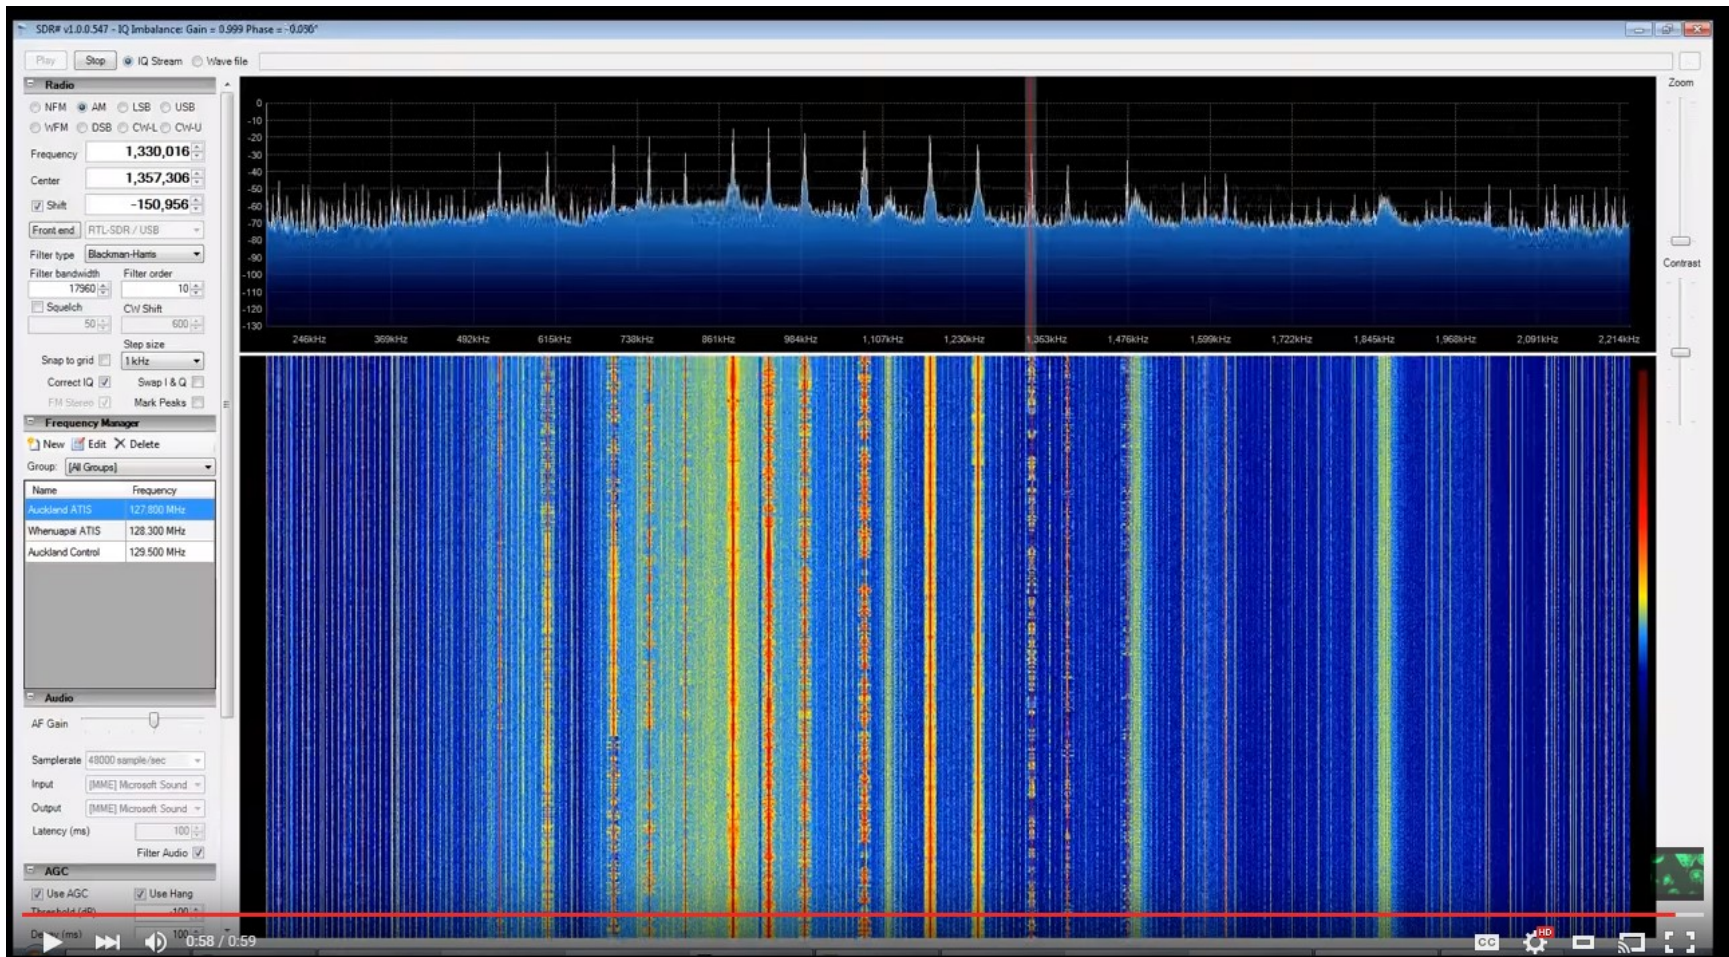 SDR# v1.0.0.547 - IQ Imbalance: Gain = 0.999 Phase = -0.056°
Play Stop IQ Stream Wave file
Radio
NFM AM LSB USB
WFM DSB CW-L CW-U
Frequency 1,330,016
Center 1,357,306
Shift -150,956
Front end RTL-SDR / USB
Filter type Blackman-Harris
Filter bandwidth Filter order
17960 10
Squelch CW Shift
50 600
Step size
Snap to grid 1 kHz
Correct IQ Swap I & Q
FM Stereo Mark Peaks
Frequency Manager
New Edit Delete
Group: [All Groups]
Name Frequency
Auckland ATIS 127.800 MHz
Whenuapai ATIS 128.300 MHz
Auckland Control 129.500 MHz
Audio
AF Gain
Samplerate 48000 sample/sec
Input [MME] Microsoft Sound
Output [MME] Microsoft Sound
Latency (ms) 100
Filter Audio
AGC
Use AGC Use Hang
Threshold (dB) -100
Decay (ms) 100
0
-10
-20
-30
-40
-50
-60
-70
-80
-90
-100
-110
-120
-130
246kHz 369kHz 492kHz 615kHz 738kHz 861kHz 984kHz 1,107kHz 1,230kHz 1,353kHz 1,476kHz 1,599kHz 1,722kHz 1,845kHz 1,968kHz 2,091kHz 2,214kHz
Zoom
Contrast
0:58 / 0:59
CC HD